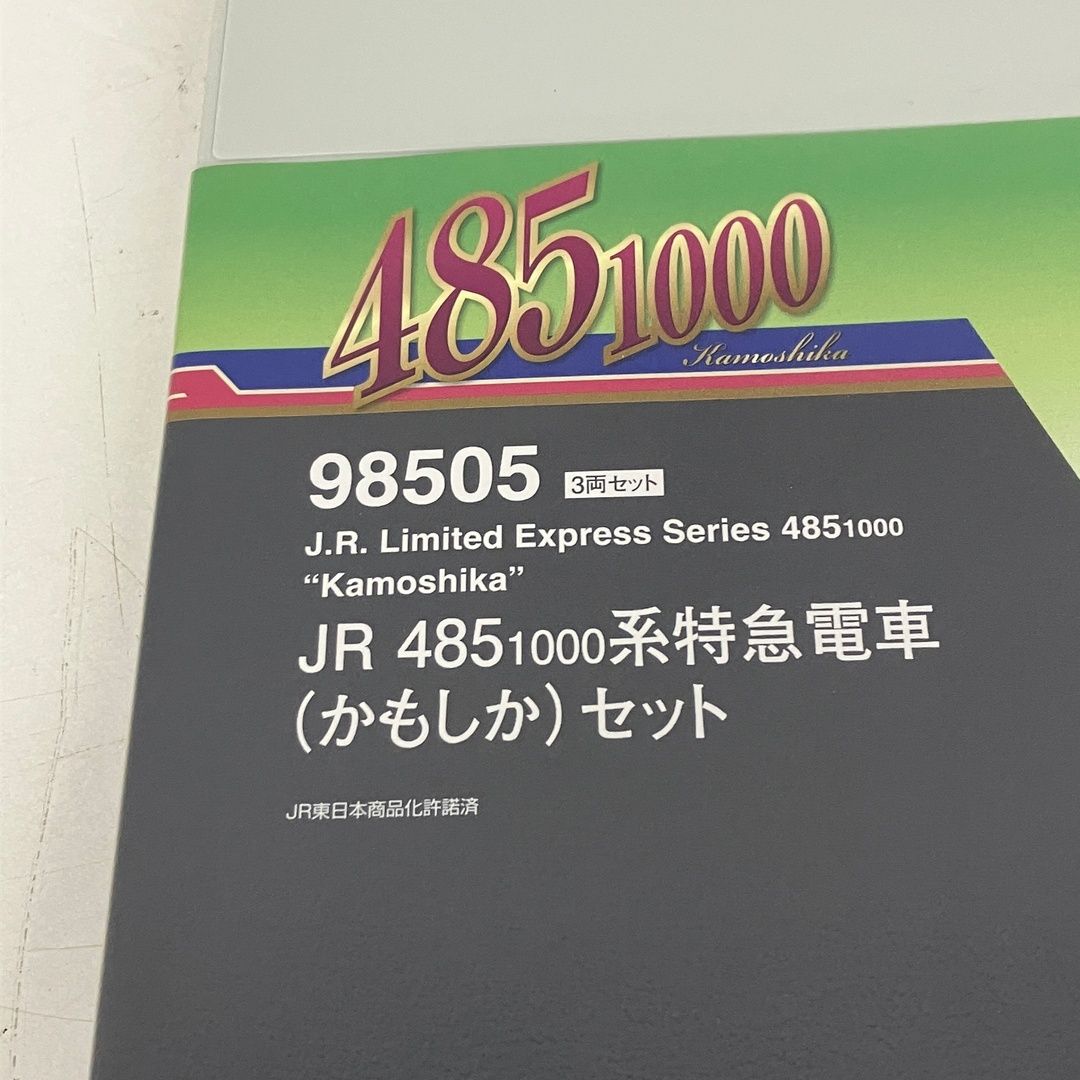 4851000
Kamoshika
98505 3両セット
J.R. Limited Express Series 4851000
“Kamoshika”
JR 4851000系特急電車
(かもしか)セット
JR東日本商品化許諾済